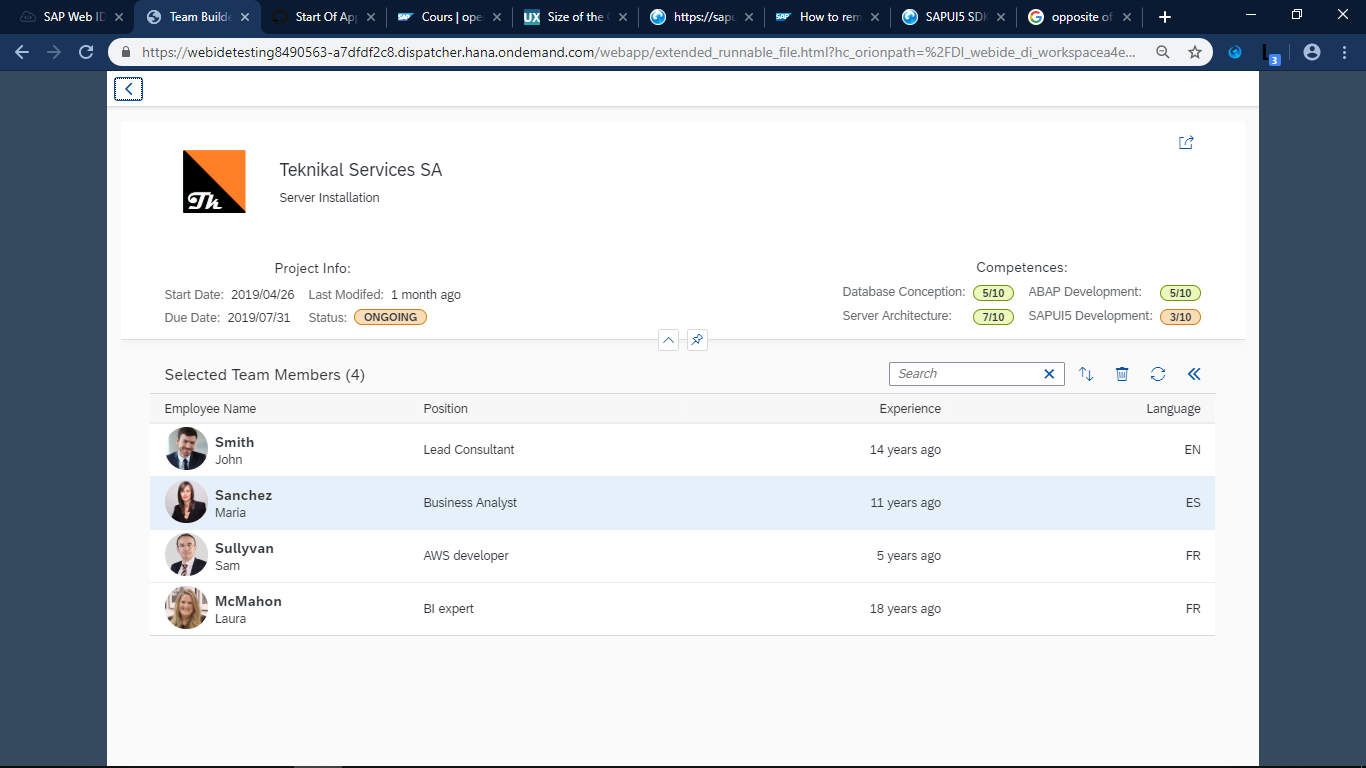 SAP Web ID
Team Builde
Start Of App
Cours | ope
Size of the
https://sapu
How to rem
SAPUI5 SDK
opposite of
https://webidetesting8490563-a7dfdf2c8.dispatcher.hana.ondemand.com/webapp/extended_runnable_file.html?hc_orionpath=%2FDI_webide_di_workspacea4e...
3
Th
Teknikal Services SA
Server Installation
Project Info:
Start Date: 2019/04/26 Last Modifed: 1 month ago
Due Date: 2019/07/31 Status: ONGOING
Competences:
Database Conception: 5/10 ABAP Development: 5/10
Server Architecture: 7/10 SAPUI5 Development: 3/10
Selected Team Members (4)
Search
Employee Name Position Experience Language
Smith
John
Lead Consultant 14 years ago EN
Sanchez
Maria
Business Analyst 11 years ago ES
Sullyvan
Sam
AWS developer 5 years ago FR
McMahon
Laura
BI expert 18 years ago FR